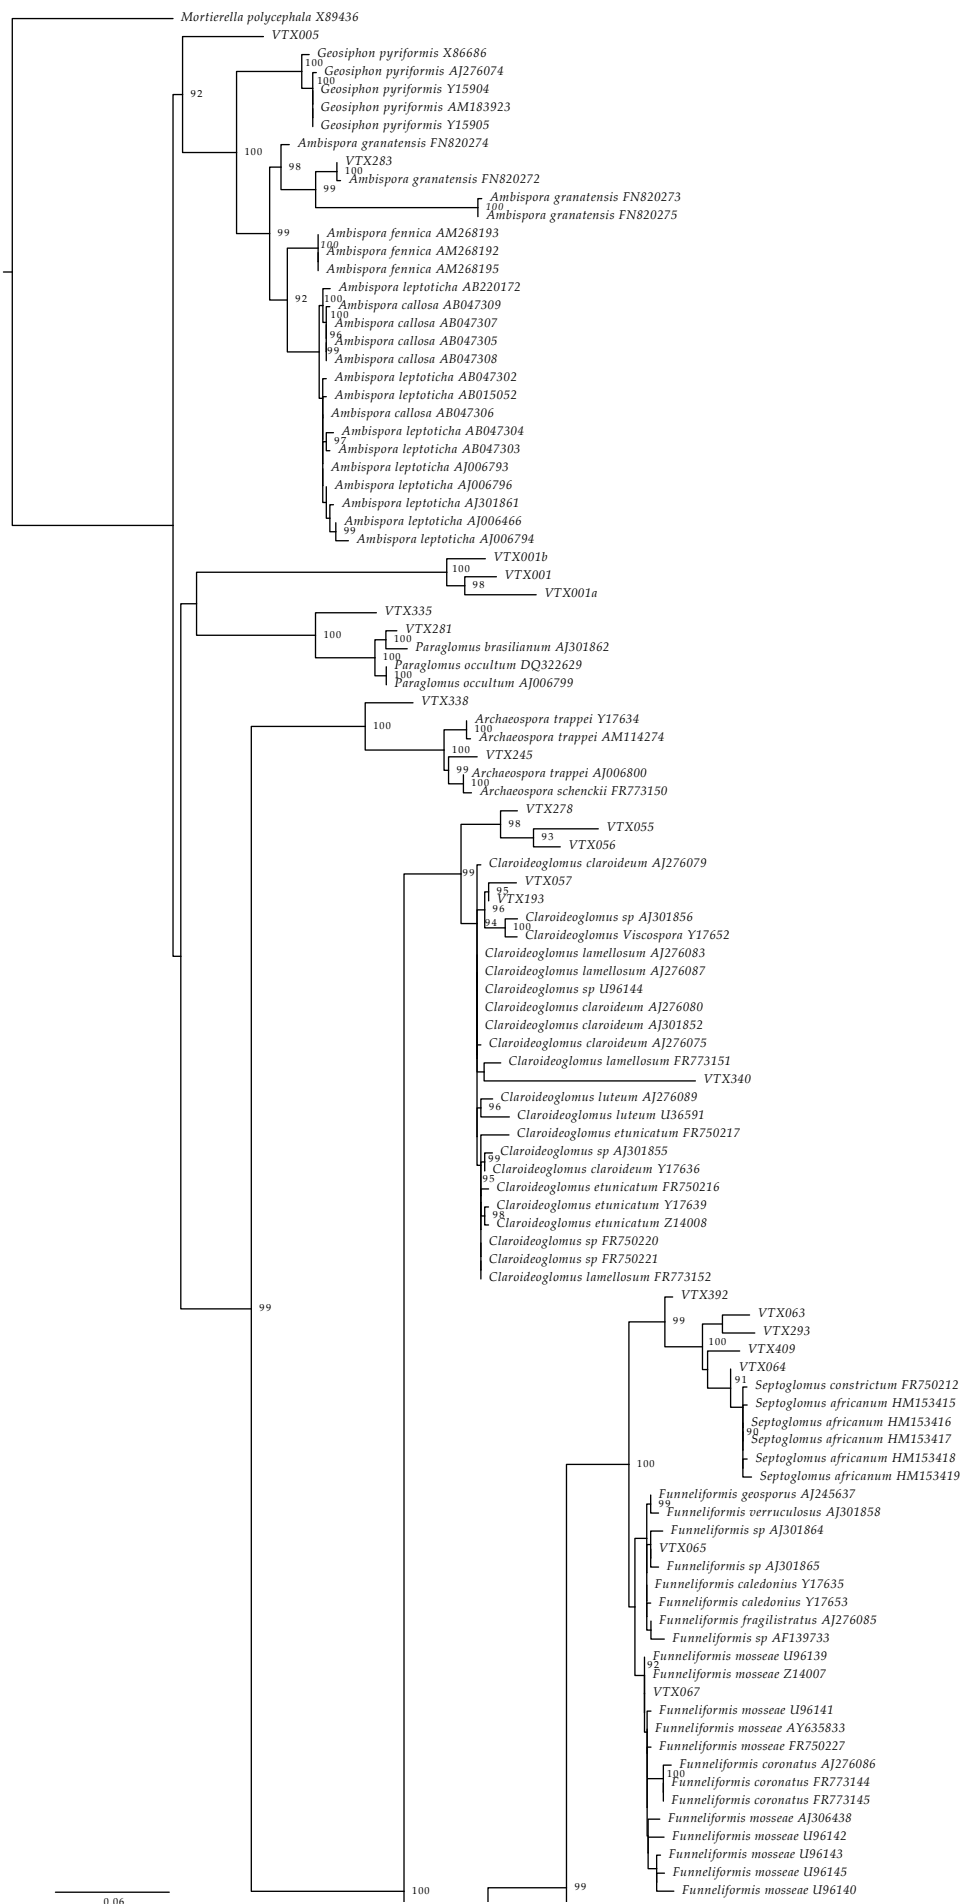 Mortierella polycephala X89436
VTX005
Geosiphon pyriformis X86686
100
Geosiphon pyriformis AJ276074
100
Geosiphon pyriformis Y15904
92
Geosiphon pyriformis AM183923
Geosiphon pyriformis Y15905
Ambispora granatensis FN820274
100
VTX283
98
100
Ambispora granatensis FN820272
99
Ambispora granatensis FN820273
100
Ambispora granatensis FN820275
Ambispora fennica AM268193
99
100
Ambispora fennica AM268192
Ambispora fennica AM268195
Ambispora leptoticha AB220172
92
100
Ambispora callosa AB047309
100
Ambispora callosa AB047307
96
Ambispora callosa AB047305
99
Ambispora callosa AB047308
Ambispora leptoticha AB047302
Ambispora leptoticha AB015052
Ambispora callosa AB047306
Ambispora leptoticha AB047304
97
Ambispora leptoticha AB047303
Ambispora leptoticha AJ006793
Ambispora leptoticha AJ006796
Ambispora leptoticha AJ301861
Ambispora leptoticha AJ006466
99
Ambispora leptoticha AJ006794
VTX001b
100
VTX001
98
VTX001a
VTX335
VTX281
100
100
Paraglomus brasilianum AJ301862
100
Paraglomus occultum DQ322629
100
Paraglomus occultum AJ006799
VTX338
Archaeospora trappei Y17634
100
100
Archaeospora trappei AM114274
100
VTX245
99
Archaeospora trappei AJ006800
100
Archaeospora schenckii FR773150
VTX278
98
VTX055
93
VTX056
Claroideoglomus claroideum AJ276079
99
VTX057
95
VTX193
96
Claroideoglomus sp AJ301856
94
100
Claroideoglomus Viscospora Y17652
Claroideoglomus lamellosum AJ276083
Claroideoglomus lamellosum AJ276087
Claroideoglomus sp U96144
Claroideoglomus claroideum AJ276080
Claroideoglomus claroideum AJ301852
Claroideoglomus claroideum AJ276075
Claroideoglomus lamellosum FR773151
VTX340
Claroideoglomus luteum AJ276089
96
Claroideoglomus luteum U36591
Claroideoglomus etunicatum FR750217
Claroideoglomus sp AJ301855
99
Claroideoglomus claroideum Y17636
95
Claroideoglomus etunicatum FR750216
Claroideoglomus etunicatum Y17639
98
Claroideoglomus etunicatum Z14008
Claroideoglomus sp FR750220
Claroideoglomus sp FR750221
Claroideoglomus lamellosum FR773152
VTX392
99
VTX063
99
VTX293
100
VTX409
VTX064
91
Septoglomus constrictum FR750212
Septoglomus africanum HM153415
Septoglomus africanum HM153416
90
Septoglomus africanum HM153417
Septoglomus africanum HM153418
100
Septoglomus africanum HM153419
Funneliformis geosporus AJ245637
99
Funneliformis verruculosus AJ301858
Funneliformis sp AJ301864
VTX065
Funneliformis sp AJ301865
Funneliformis caledonius Y17635
Funneliformis caledonius Y17653
Funneliformis fragilistratus AJ276085
Funneliformis sp AF139733
Funneliformis mosseae U96139
92
Funneliformis mosseae Z14007
VTX067
Funneliformis mosseae U96141
Funneliformis mosseae AY635833
Funneliformis mosseae FR750227
Funneliformis coronatus AJ276086
100
Funneliformis coronatus FR773144
Funneliformis coronatus FR773145
Funneliformis mosseae AJ306438
Funneliformis mosseae U96142
Funneliformis mosseae U96143
Funneliformis mosseae U96145
99
Funneliformis mosseae U96140
100
0.06